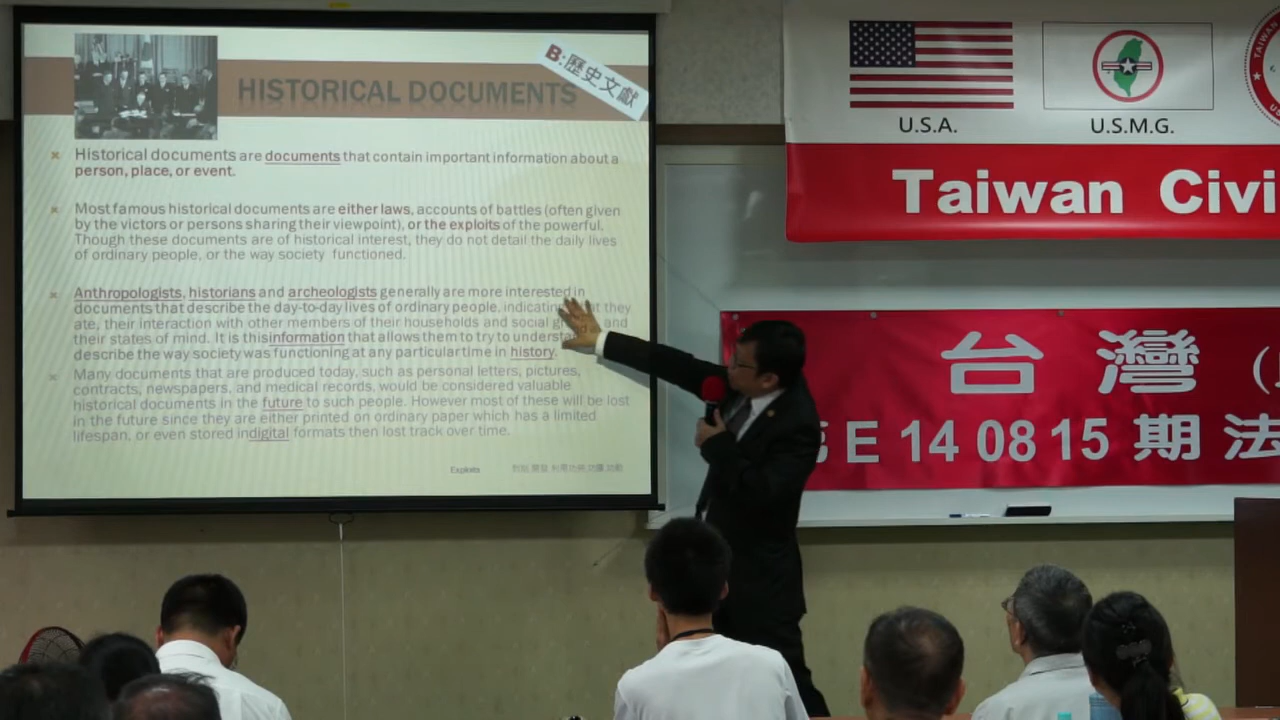 HISTORICAL DOCUMENTS
B:歷史文獻
Historical documents are documents that contain important information about a
person, place, or event.
Most famous historical documents are either laws, accounts of battles (often given
by the victors or persons sharing their viewpoint), or the exploits of the powerful.
Though these documents are of historical interest, they do not detail the daily lives
of ordinary people, or the way society functioned.
Anthropologists, historians and archeologists generally are more interested in
documents that describe the day-to-day lives of ordinary people, indicating they
ate, their interaction with other members of their households and social and
their states of mind. It is this information that allows them to try to
describe the way society was functioning at any particular time in history.
Many documents that are produced today, such as personal letters, pictures,
contracts, newspapers, and medical records, would be considered valuable
historical documents in the future to such people. However most of these will be lost
in the future since they are either printed on ordinary paper which has a limited
lifespan, or even stored in digital formats then lost track over time.
Exploits
U.S.A.
U.S.M.G.
TAIWAN
Taiwan Civi
台 灣 (
E 14 08 15 期 法